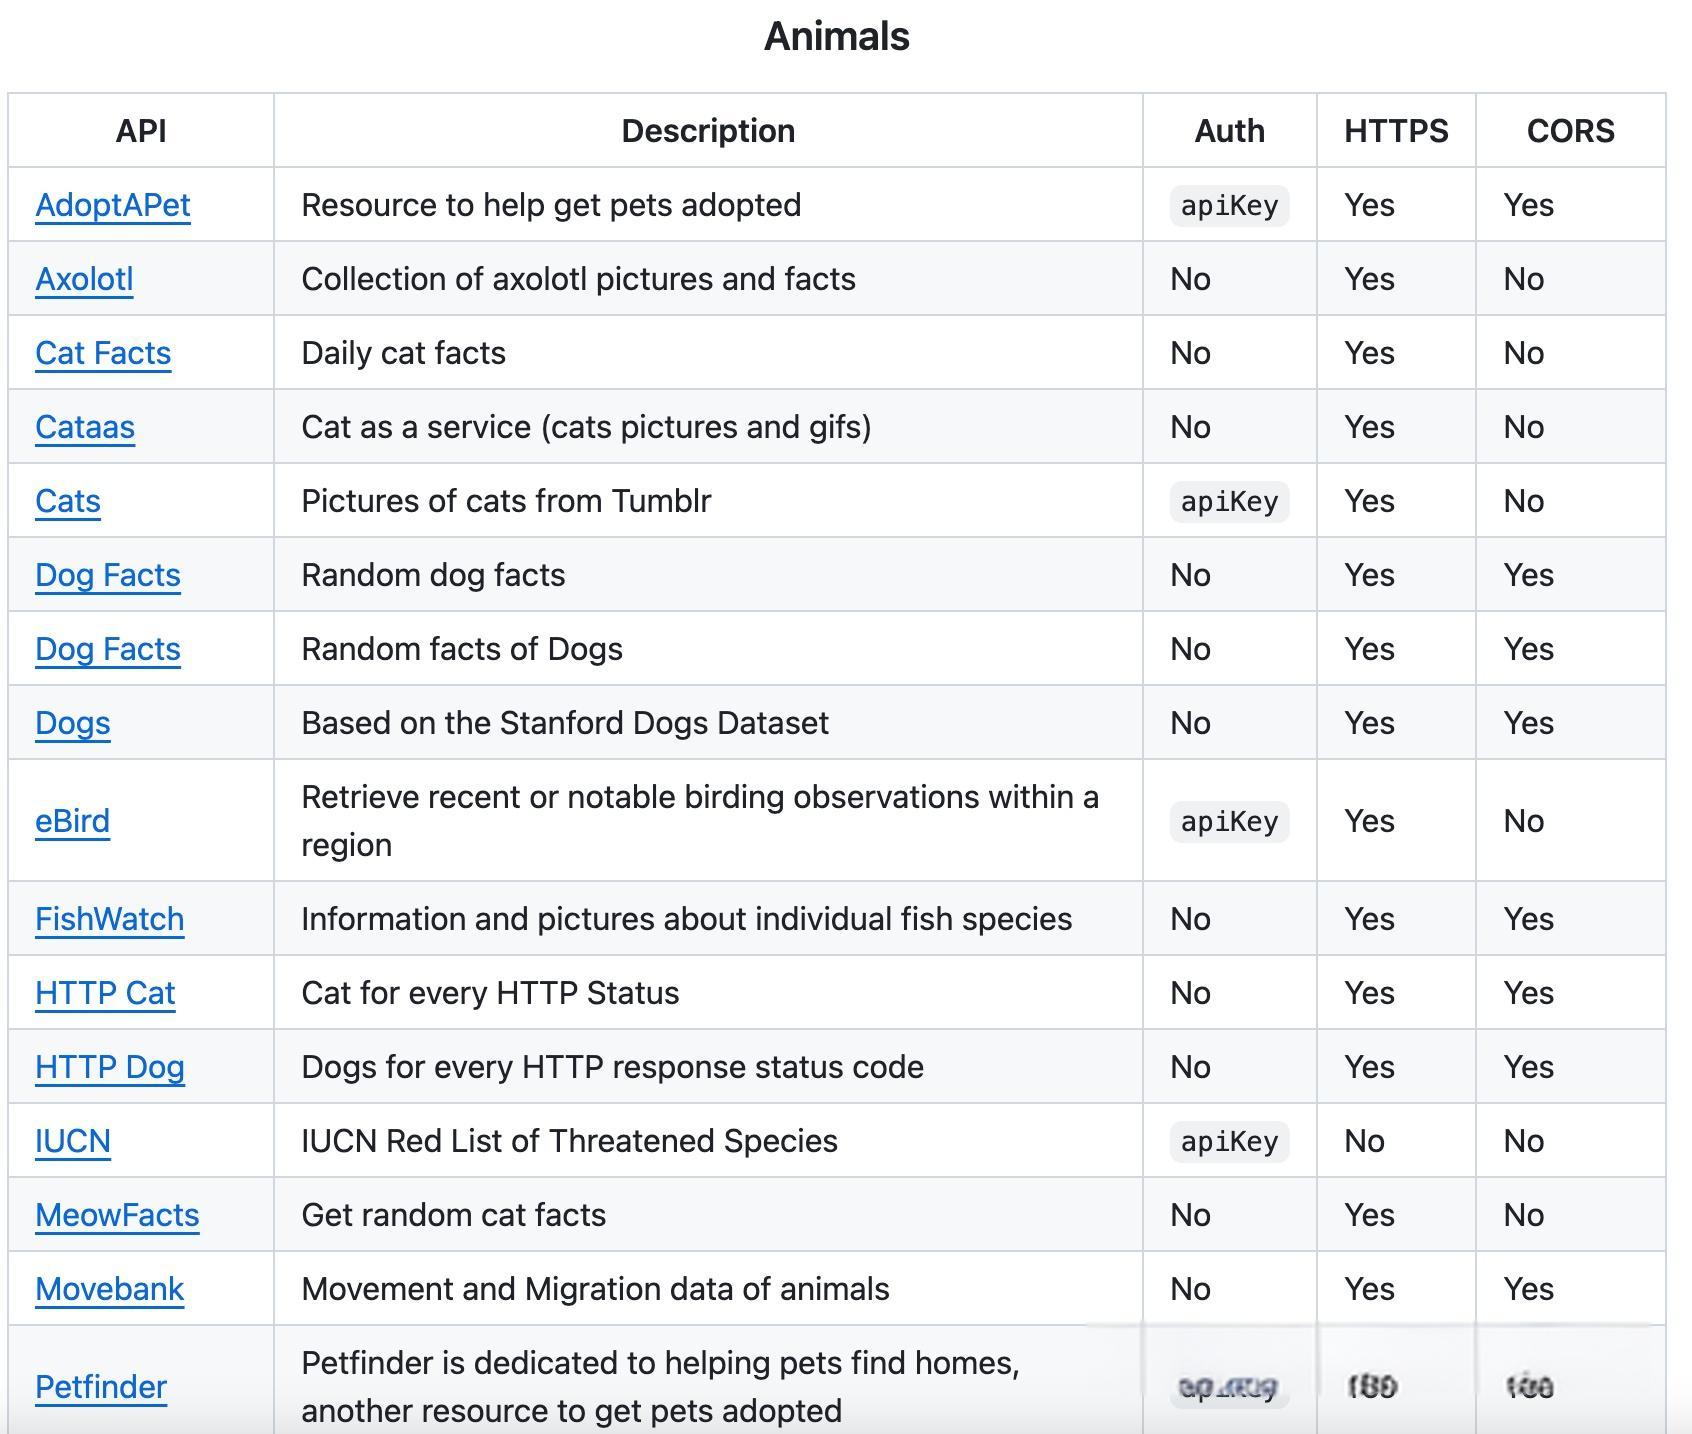 Animals
API Description Auth HTTPS CORS
AdoptAPet Resource to help get pets adopted apiKey Yes Yes
Axolotl Collection of axolotl pictures and facts No Yes No
Cat Facts Daily cat facts No Yes No
Cataas Cat as a service (cats pictures and gifs) No Yes No
Cats Pictures of cats from Tumblr apiKey Yes No
Dog Facts Random dog facts No Yes Yes
Dog Facts Random facts of Dogs No Yes Yes
Dogs Based on the Stanford Dogs Dataset No Yes Yes
eBird Retrieve recent or notable birding observations within a
region apiKey Yes No
FishWatch Information and pictures about individual fish species No Yes Yes
HTTP Cat Cat for every HTTP Status No Yes Yes
HTTP Dog Dogs for every HTTP response status code No Yes Yes
IUCN IUCN Red List of Threatened Species apiKey No No
MeowFacts Get random cat facts No Yes No
Movebank Movement and Migration data of animals No Yes Yes
Petfinder Petfinder is dedicated to helping pets find homes,
another resource to get pets adopted